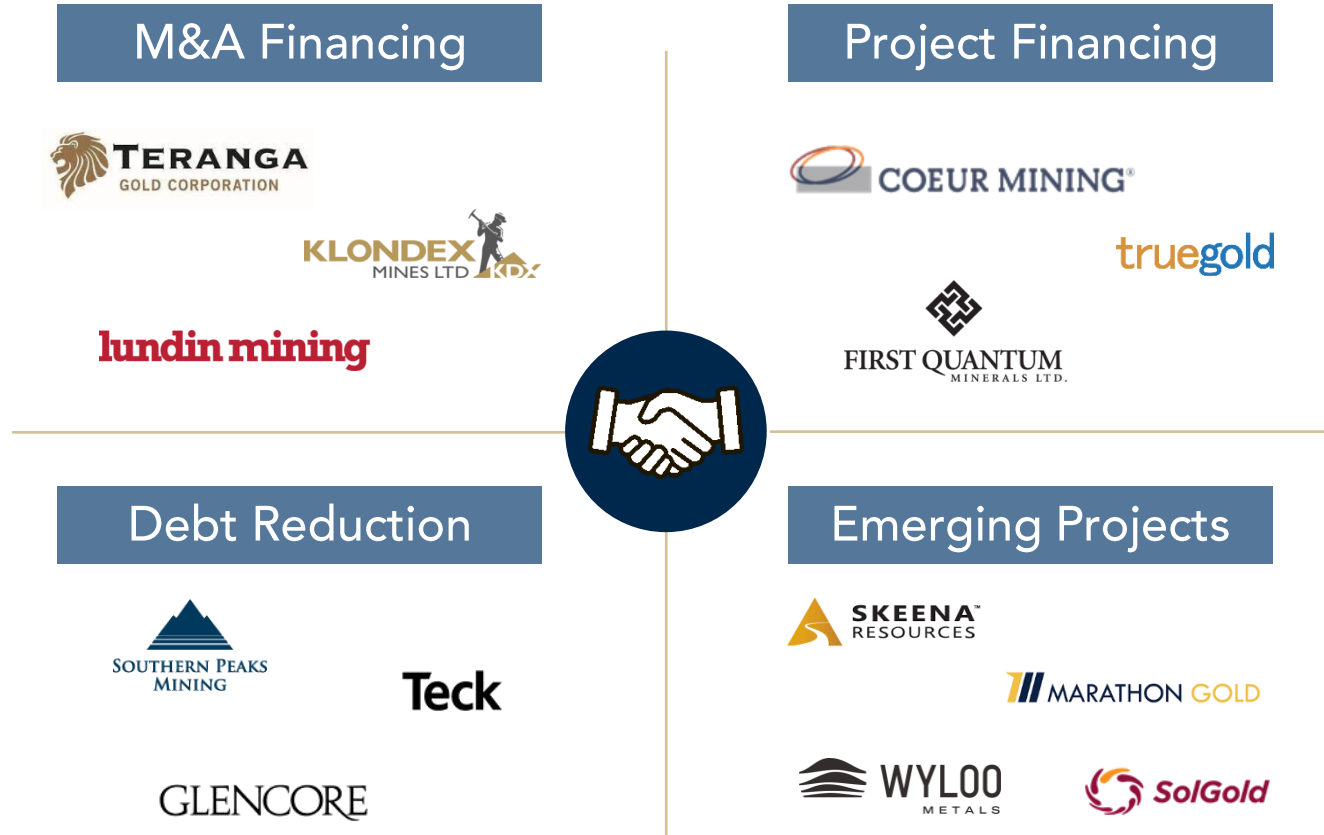 M&A Financing
TERANGA
GOLD CORPORATION
KLONDEX
MINES LTD
KDX
lundin mining
Project Financing
COEUR MINING®
truegold
FIRST QUANTUM
MINERALS LTD.
Debt Reduction
SOUTHERN PEAKS
MINING
Teck
GLENCORE
Emerging Projects
SKEENA™
RESOURCES
MARATHON GOLD
WYLOO
METALS
SolGold